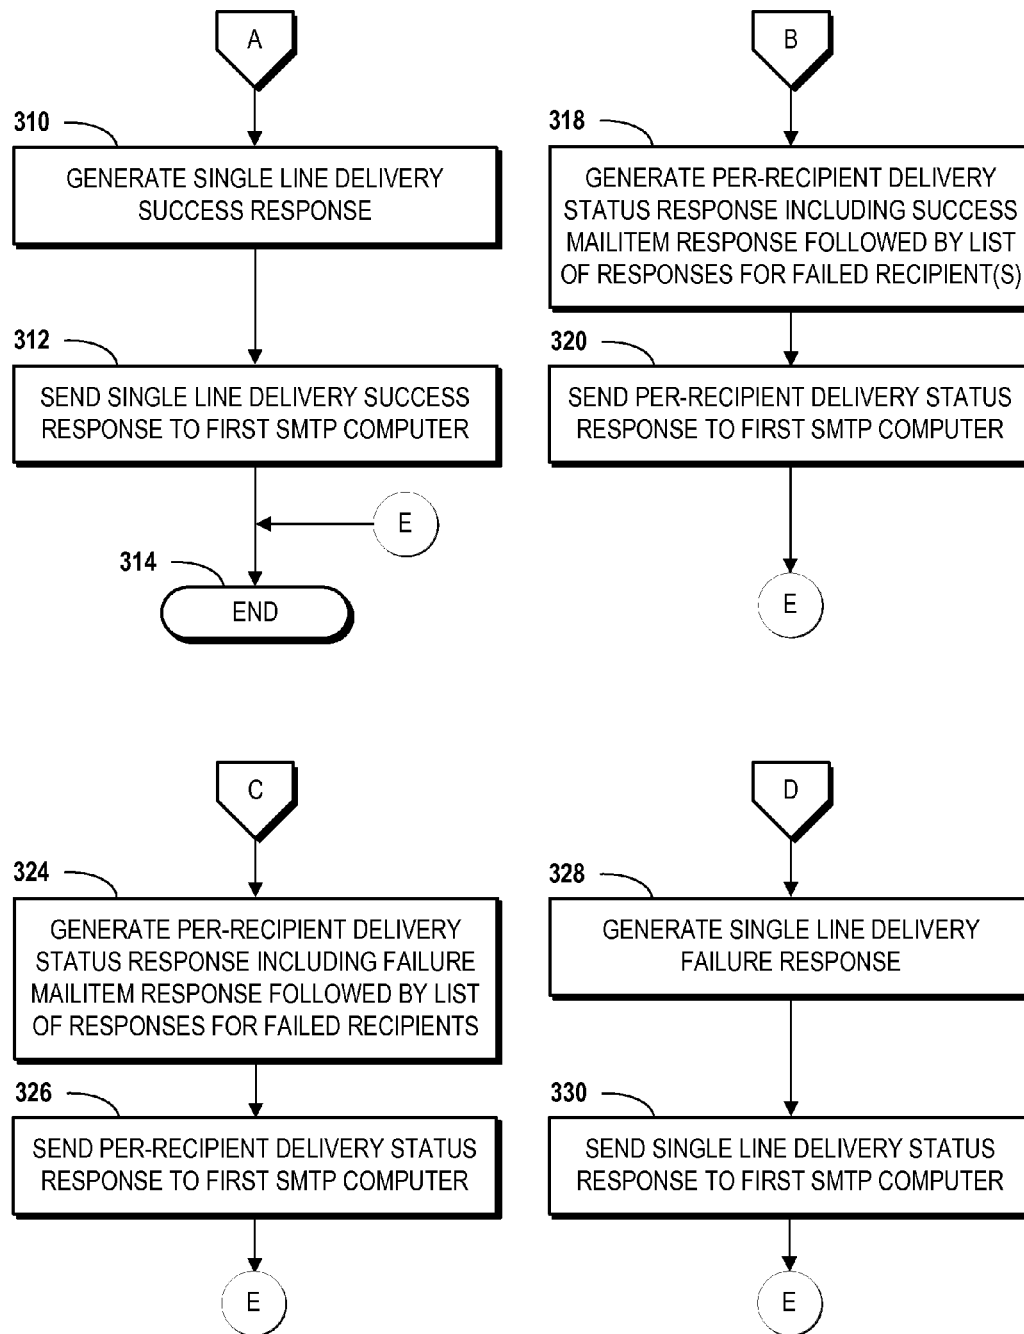 A
310
GENERATE SINGLE LINE DELIVERY
SUCCESS RESPONSE
312
SEND SINGLE LINE DELIVERY SUCCESS
RESPONSE TO FIRST SMTP COMPUTER
E
314
END
B
318
GENERATE PER-RECIPIENT DELIVERY
STATUS RESPONSE INCLUDING SUCCESS
MAILITEM RESPONSE FOLLOWED BY LIST
OF RESPONSES FOR FAILED RECIPIENT(S)
320
SEND PER-RECIPIENT DELIVERY STATUS
RESPONSE TO FIRST SMTP COMPUTER
E
C
324
GENERATE PER-RECIPIENT DELIVERY
STATUS RESPONSE INCLUDING FAILURE
MAILITEM RESPONSE FOLLOWED BY LIST
OF RESPONSES FOR FAILED RECIPIENTS
326
SEND PER-RECIPIENT DELIVERY STATUS
RESPONSE TO FIRST SMTP COMPUTER
E
D
328
GENERATE SINGLE LINE DELIVERY
FAILURE RESPONSE
330
SEND SINGLE LINE DELIVERY STATUS
RESPONSE TO FIRST SMTP COMPUTER
E